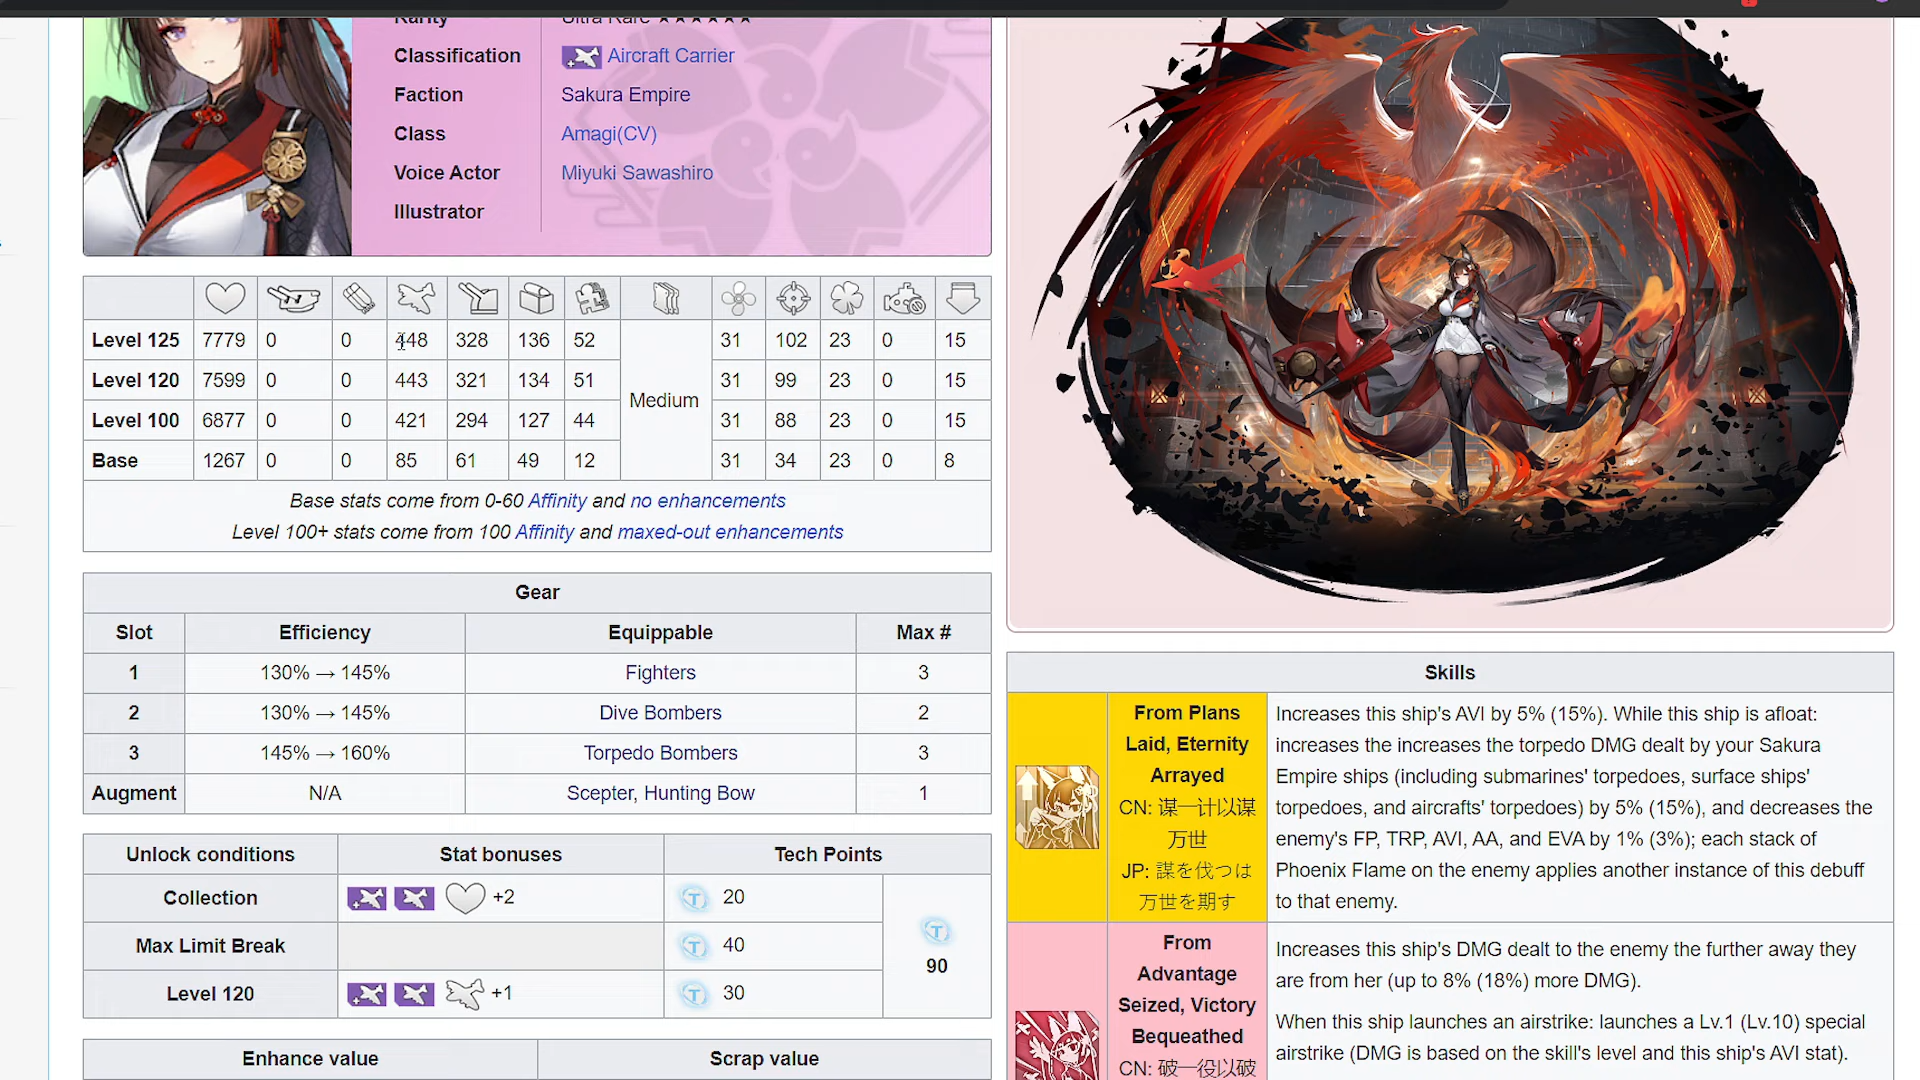 Rarity Ultra Rare ★★★★★★
Classification Aircraft Carrier
Faction Sakura Empire
Class Amagi(CV)
Voice Actor Miyuki Sawashiro
Illustrator
Level 125 7779 0 0 448 328 136 52 31 102 23 0 15
Level 120 7599 0 0 443 321 134 51 31 99 23 0 15
Medium
Level 100 6877 0 0 421 294 127 44 31 88 23 0 15
Base 1267 0 0 85 61 49 12 31 34 23 0 8
Base stats come from 0-60 Affinity and no enhancements
Level 100+ stats come from 100 Affinity and maxed-out enhancements
Gear
Slot Efficiency Equippable Max #
1 130% → 145% Fighters 3
2 130% → 145% Dive Bombers 2
3 145% → 160% Torpedo Bombers 3
Augment N/A Scepter, Hunting Bow 1
Unlock conditions Stat bonuses Tech Points
Collection +2 20
Max Limit Break 40
90
Level 120 +1 30
Enhance value Scrap value
Skills
From Plans
Laid, Eternity
Arrayed
CN: 谋一计以谋
万世
JP: 謀を伐つは
万世を期す
Increases this ship's AVI by 5% (15%). While this ship is afloat:
increases the increases the torpedo DMG dealt by your Sakura
Empire ships (including submarines' torpedoes, surface ships'
torpedoes, and aircrafts' torpedoes) by 5% (15%), and decreases the
enemy's FP, TRP, AVI, AA, and EVA by 1% (3%); each stack of
Phoenix Flame on the enemy applies another instance of this debuff
to that enemy.
From
Advantage
Seized, Victory
Bequeathed
CN: 破一役以破
Increases this ship's DMG dealt to the enemy the further away they
are from her (up to 8% (18%) more DMG).
When this ship launches an airstrike: launches a Lv.1 (Lv.10) special
airstrike (DMG is based on the skill's level and this ship's AVI stat).